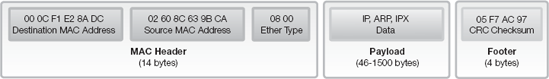 00 0C F1 E2 8A DC
Destination MAC Address
02 60 8C 63 9B CA
Source MAC Address
08 00
Ether Type
MAC Header
(14 bytes)
IP, ARP, IPX
Data
Payload
(46-1500 bytes)
05 F7 AC 97
CRC Checksum
Footer
(4 bytes)